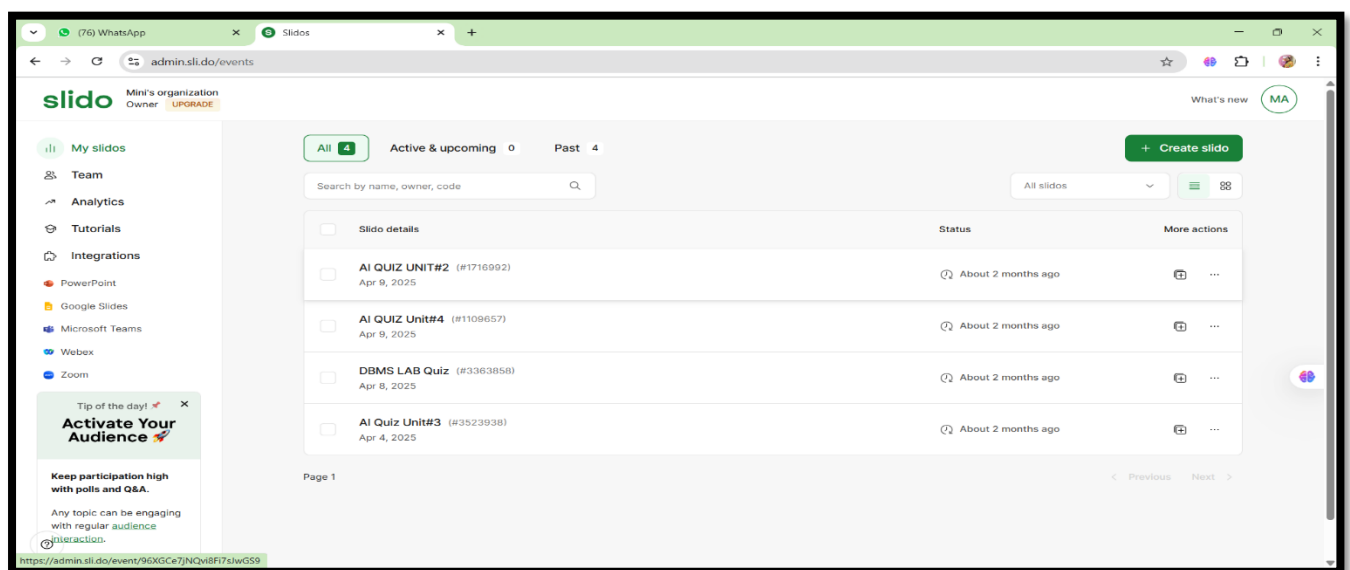 (76) WhatsApp
Slidos
admin.sli.do/events
slido
Mini's organization
Owner UPGRADE
What's new
MA
My slidos
Team
Analytics
Tutorials
Integrations
PowerPoint
Google Slides
Microsoft Teams
Webex
Zoom
Tip of the day!
Activate Your
Audience
Keep participation high
with polls and Q&A.
Any topic can be engaging
with regular audience
interaction.
https://admin.sli.do/event/96XGCe7jNQvi8Fi7sJwGS9
All 4 Active & upcoming 0 Past 4
+ Create slido
Search by name, owner, code
All slidos
Slido details Status More actions
AI QUIZ UNIT#2 (#1716992)
Apr 9, 2025
About 2 months ago
AI QUIZ Unit#4 (#1109657)
Apr 9, 2025
About 2 months ago
DBMS LAB Quiz (#3363858)
Apr 8, 2025
About 2 months ago
AI Quiz Unit#3 (#3523938)
Apr 4, 2025
About 2 months ago
Page 1
Previous Next